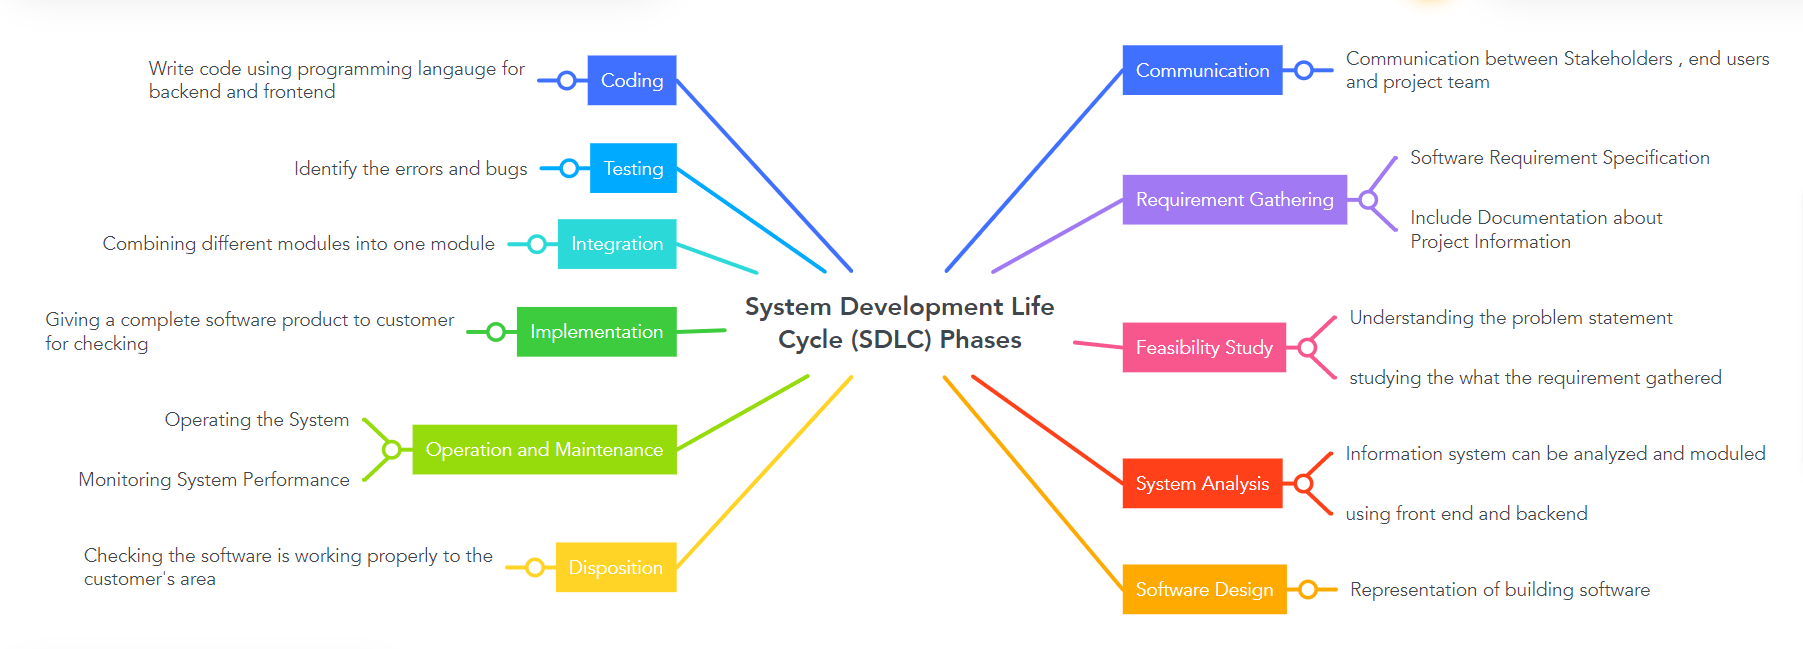 System Development Life
Cycle (SDLC) Phases
Communication
Communication between Stakeholders , end users
and project team
Requirement Gathering
Software Requirement Specification
Include Documentation about
Project Information
Feasibility Study
Understanding the problem statement
studying the what the requirement gathered
System Analysis
Information system can be analyzed and moduled
using front end and backend
Software Design
Representation of building software
Coding
Write code using programming langauge for
backend and frontend
Testing
Identify the errors and bugs
Integration
Combining different modules into one module
Implementation
Giving a complete software product to customer
for checking
Operation and Maintenance
Operating the System
Monitoring System Performance
Disposition
Checking the software is working properly to the
customer's area